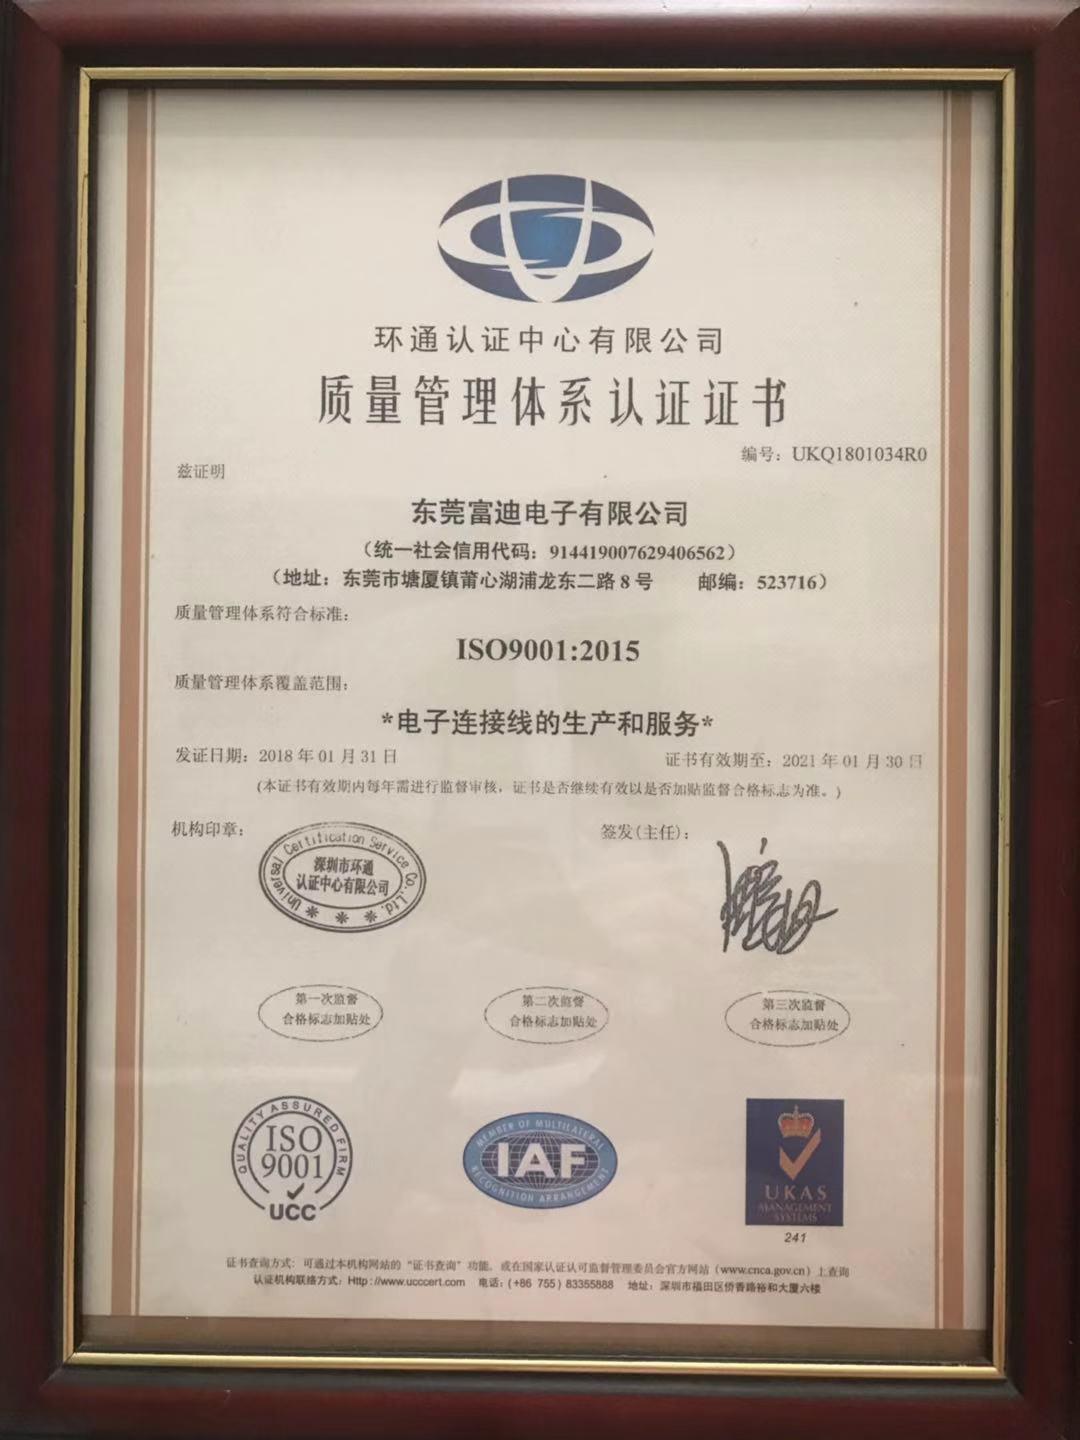 环通认证中心有限公司
质量管理体系认证证书
编号：UKQ1801034R0
兹证明
东莞富迪电子有限公司
（统一社会信用代码：914419007629406562）
（地址：东莞市塘厦镇莆心湖浦龙东二路 8 号 邮编：523716）
质量管理体系符合标准：
ISO9001:2015
质量管理体系覆盖范围：
*电子连接线的生产和服务*
发证日期：2018 年 01 月 31 日 证书有效期至：2021 年 01 月 30 日
(本证书有效期内每年需进行监督审核，证书是否继续有效以是否加贴监督合格标志为准。)
机构印章： 签发(主任)：
Universal Certification Service Co.,Ltd.
深圳市环通
认证中心有限公司
第一次监督
合格标志加贴处
第二次监督
合格标志加贴处
第三次监督
合格标志加贴处
QUALITY ASSURED FIRM
ISO
9001
UCC
MEMBER OF MULTILATERAL
IAF
RECOGNITION ARRANGEMENT
UKAS
MANAGEMENT
SYSTEMS
241
证书查询方式：可通过本机构网站的“证书查询”功能，或在国家认证认可监督管理委员会官方网站（www.cnca.gov.cn）上查询
认证机构联络方式：Http://www.ucccert.com 电话：(+86 755) 83355888 地址：深圳市福田区侨香路裕和大厦六楼